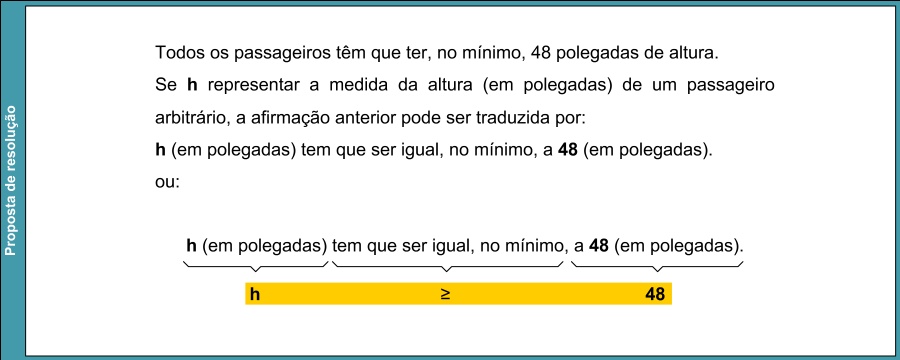 Proposta de resolução
Todos os passageiros têm que ter, no mínimo, 48 polegadas de altura.
Se h representar a medida da altura (em polegadas) de um passageiro
arbitrário, a afirmação anterior pode ser traduzida por:
h (em polegadas) tem que ser igual, no mínimo, a 48 (em polegadas).
ou:
h (em polegadas) tem que ser igual, no mínimo, a 48 (em polegadas).
h ≥ 48